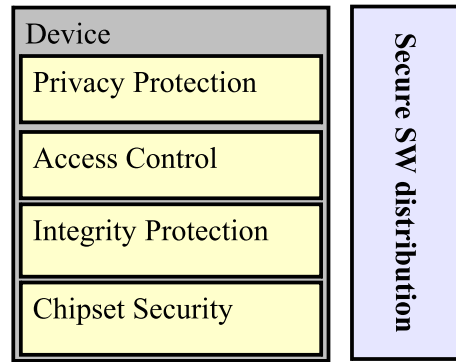 Device
Privacy Protection
Access Control
Integrity Protection
Chipset Security
Secure SW distribution